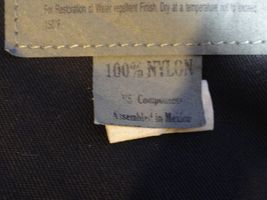 For Restoration of Water repellent Finish, Dry at a temperature not to exceed
150°F.
100% NYLON
US Components
Assembled in Mexico